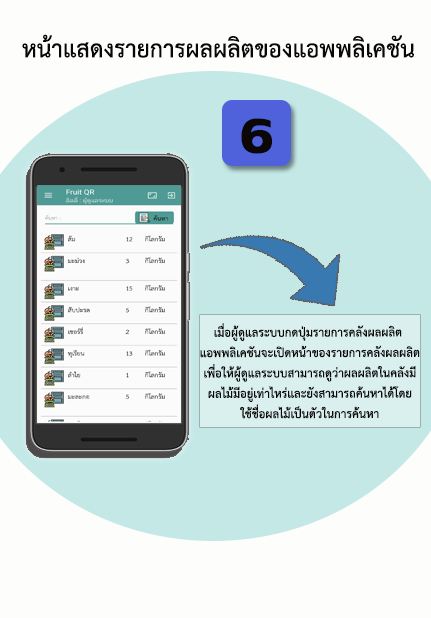 หน้าแสดงรายการผลผลิตของแอพพลิเคชัน
6
Fruit QR
ชื่อผู้ : ผู้ดูแลระบบ
ค้นหา :
ค้นหา
ส้ม 12 กิโลกรัม
มะม่วง 3 กิโลกรัม
เงาะ 15 กิโลกรัม
สับปะรด 5 กิโลกรัม
เชอร์รี่ 2 กิโลกรัม
ทุเรียน 13 กิโลกรัม
ลำไย 1 กิโลกรัม
มะละกอ 5 กิโลกรัม
เมื่อผู้ดูแลระบบกดปุ่มรายการคลังผลผลิต
แอพพลิเคชันจะเปิดหน้าของรายการคลังผลผลิต
เพื่อให้ผู้ดูแลระบบสามารถดูว่าผลผลิตในคลังมี
ผลไม้มีอยู่เท่าไหร่และยังสามารถค้นหาได้โดย
ใช้ชื่อผลไม้เป็นตัวในการค้นหา